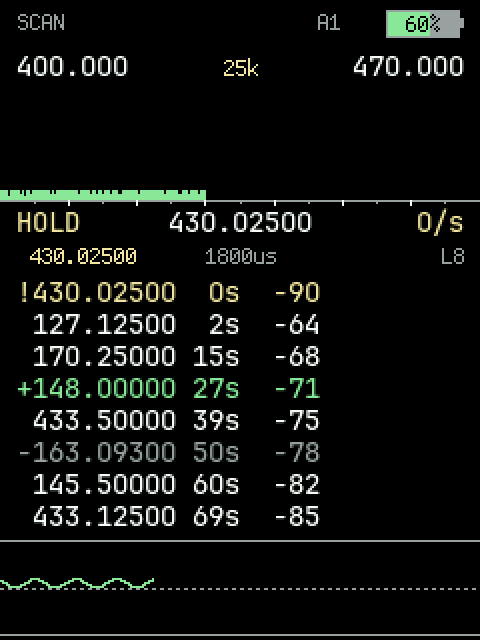 SCAN A1 60%
400.000 25k 470.000
HOLD 430.02500 0/s
430.02500 1800us L8
!430.02500 0s -90
127.12500 2s -64
170.25000 15s -68
+148.00000 27s -71
433.50000 39s -75
-163.09300 50s -78
145.50000 60s -82
433.12500 69s -85